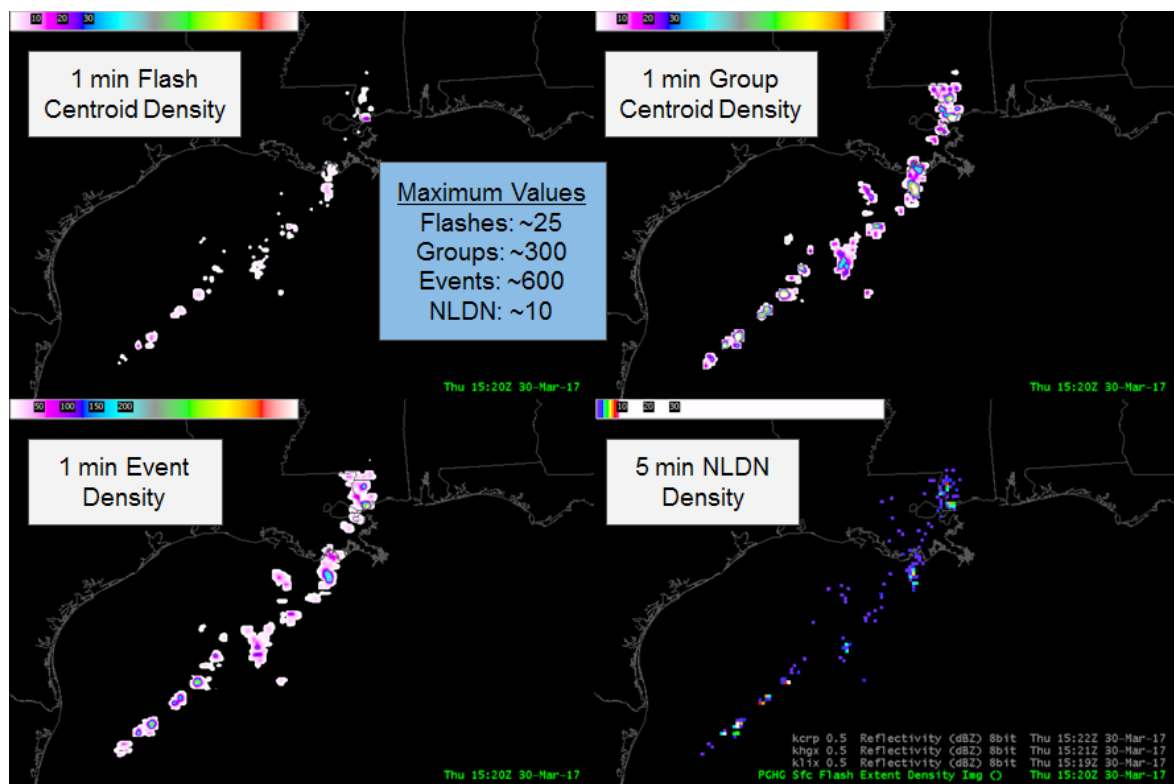 10 20 30
1 min Flash
Centroid Density
Thu 15:20Z 30-Mar-17
10 20 30
1 min Group
Centroid Density
Thu 15:20Z 30-Mar-17
Maximum Values
Flashes: ~25
Groups: ~300
Events: ~600
NLDN: ~10
50 100 150 200
1 min Event
Density
Thu 15:20Z 30-Mar-17
10 20 30
5 min NLDN
Density
kcrp 0.5 Reflectivity (dBZ) 8bit Thu 15:22Z 30-Mar-17
khgx 0.5 Reflectivity (dBZ) 8bit Thu 15:21Z 30-Mar-17
klix 0.5 Reflectivity (dBZ) 8bit Thu 15:19Z 30-Mar-17
PGHG Sfc Flash Extent Density Img () Thu 15:20Z 30-Mar-17